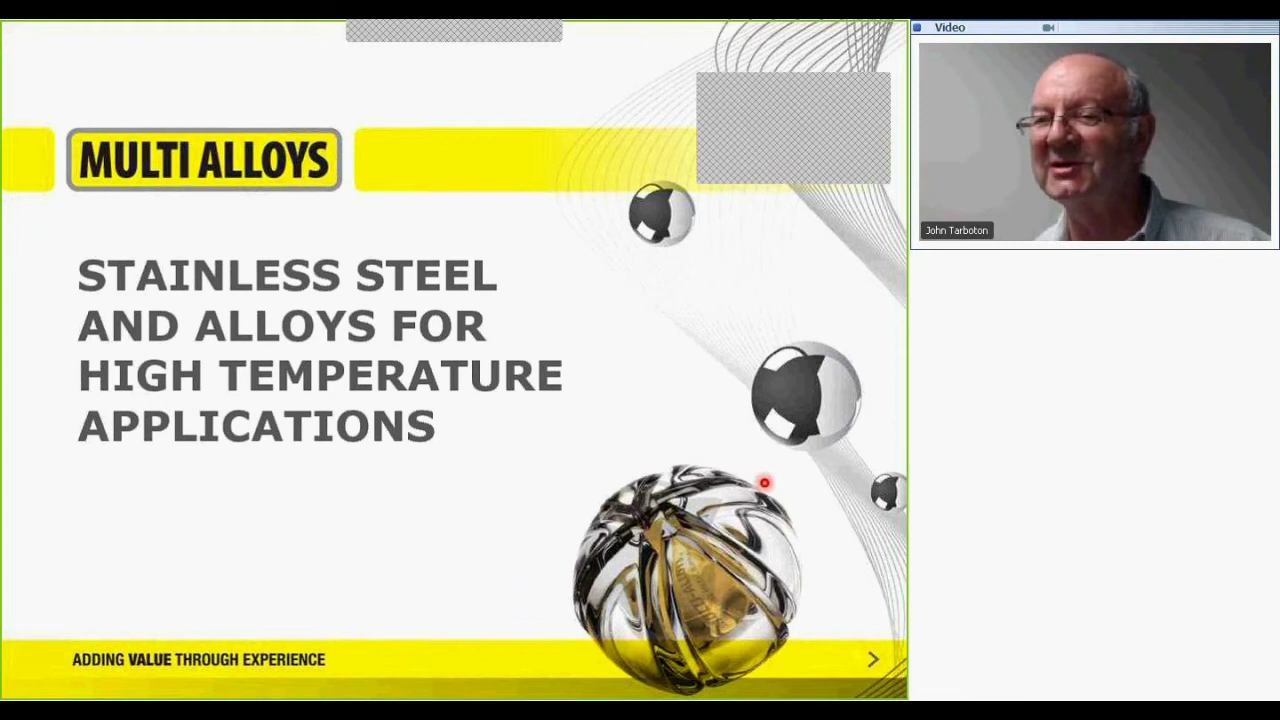 MULTI ALLOYS
STAINLESS STEEL
AND ALLOYS FOR
HIGH TEMPERATURE
APPLICATIONS
ADDING VALUE THROUGH EXPERIENCE
Video
John Tarboton